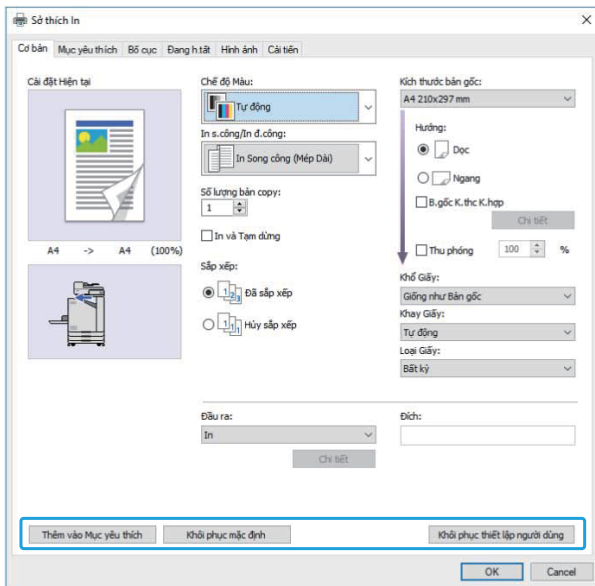 Sở thích In
Cơ bản Mục yêu thích Bố cục Đang h.tất Hình ảnh Cải tiến
Cài đặt Hiện tại
A4 -> A4 (100%)
Chế độ Màu:
Tự động
In s.công/In đ.công:
In Song công (Mép Dài)
Số lượng bản copy:
1
In và Tạm dừng
Sắp xếp:
Đã sắp xếp
Hủy sắp xếp
Kích thước bản gốc:
A4 210x297 mm
Hướng:
Dọc
Ngang
B.gốc K.thc K.hợp
Chi tiết
Thu phóng 100 %
Khổ Giấy:
Giống như Bản gốc
Khay Giấy:
Tự động
Loại Giấy:
Bất kỳ
Đầu ra:
In
Chi tiết
Đích:
Thêm vào Mục yêu thích Khôi phục mặc định Khôi phục thiết lập người dùng
OK Cancel